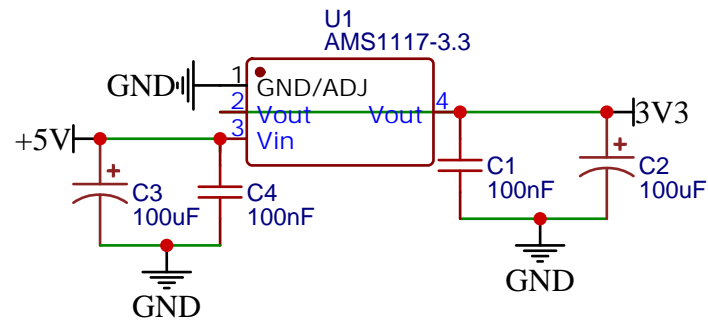 U1
AMS1117-3.3
GND
1
GND/ADJ
2
Vout
Vout
4
3V3
+5V
3
Vin
+
C3
100uF
C4
100nF
C1
100nF
+
C2
100uF
GND
GND